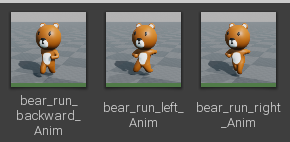 bear_run_
backward_
Anim
bear_run_left_
Anim
bear_run_right
_Anim